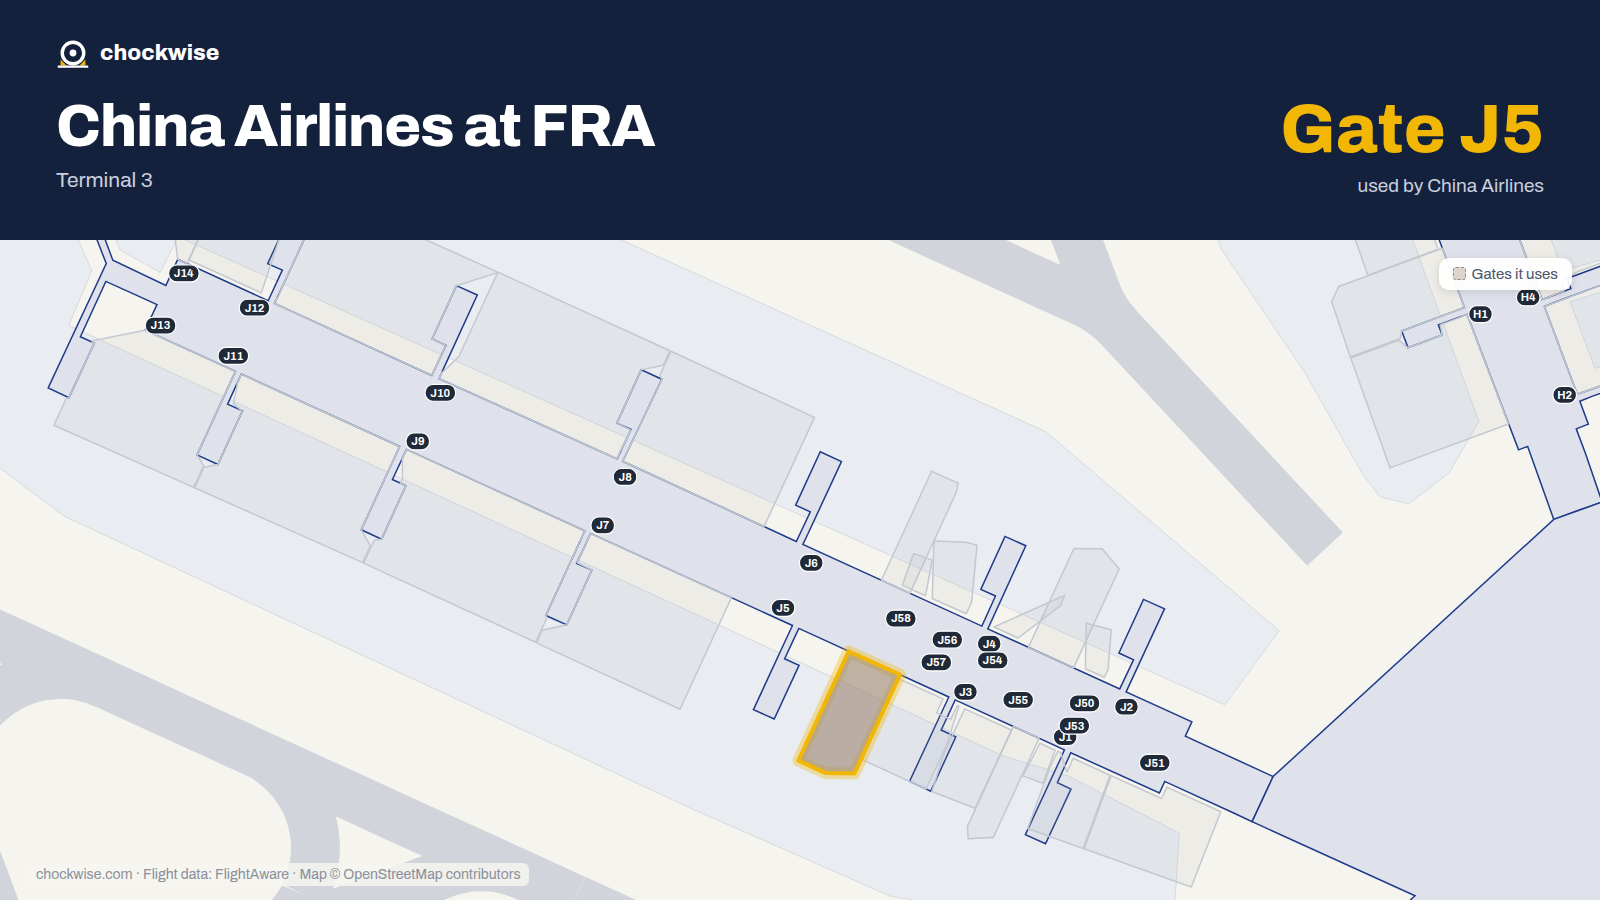 chockwise
China Airlines at FRA
Terminal 3
Gate J5
used by China Airlines
Gates it uses
J14
J12
J13
J11
J10
J9
J8
J7
J6
J5
J58
J56
J57
J4
J54
J3
J55
J50
J2
J53
J1
J51
H4
H1
H2
chockwise.com · Flight data: FlightAware · Map © OpenStreetMap contributors